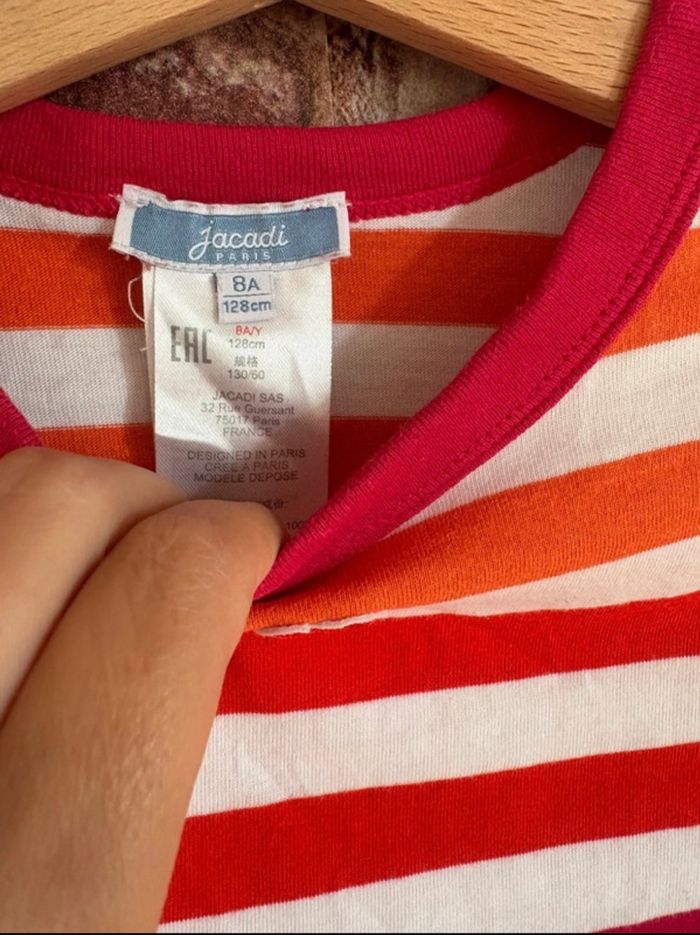 jacadi
PARIS
8A
128cm
EAC
8A/Y
128cm
规格
130/60
JACADI SAS
32 Rue Guersant
75017 Paris
FRANCE
DESIGNED IN PARIS
CREE A PARIS
MODELE DEPOSE